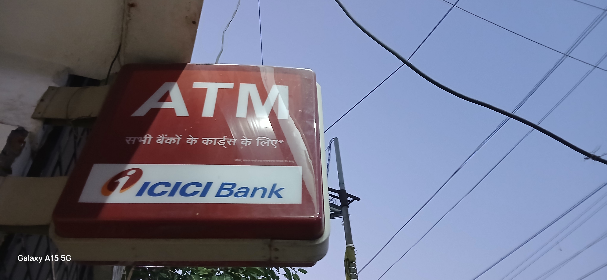 ATM
सभी बैंकों के कार्ड्स के लिए*
ICICI Bank
Galaxy A15 5G